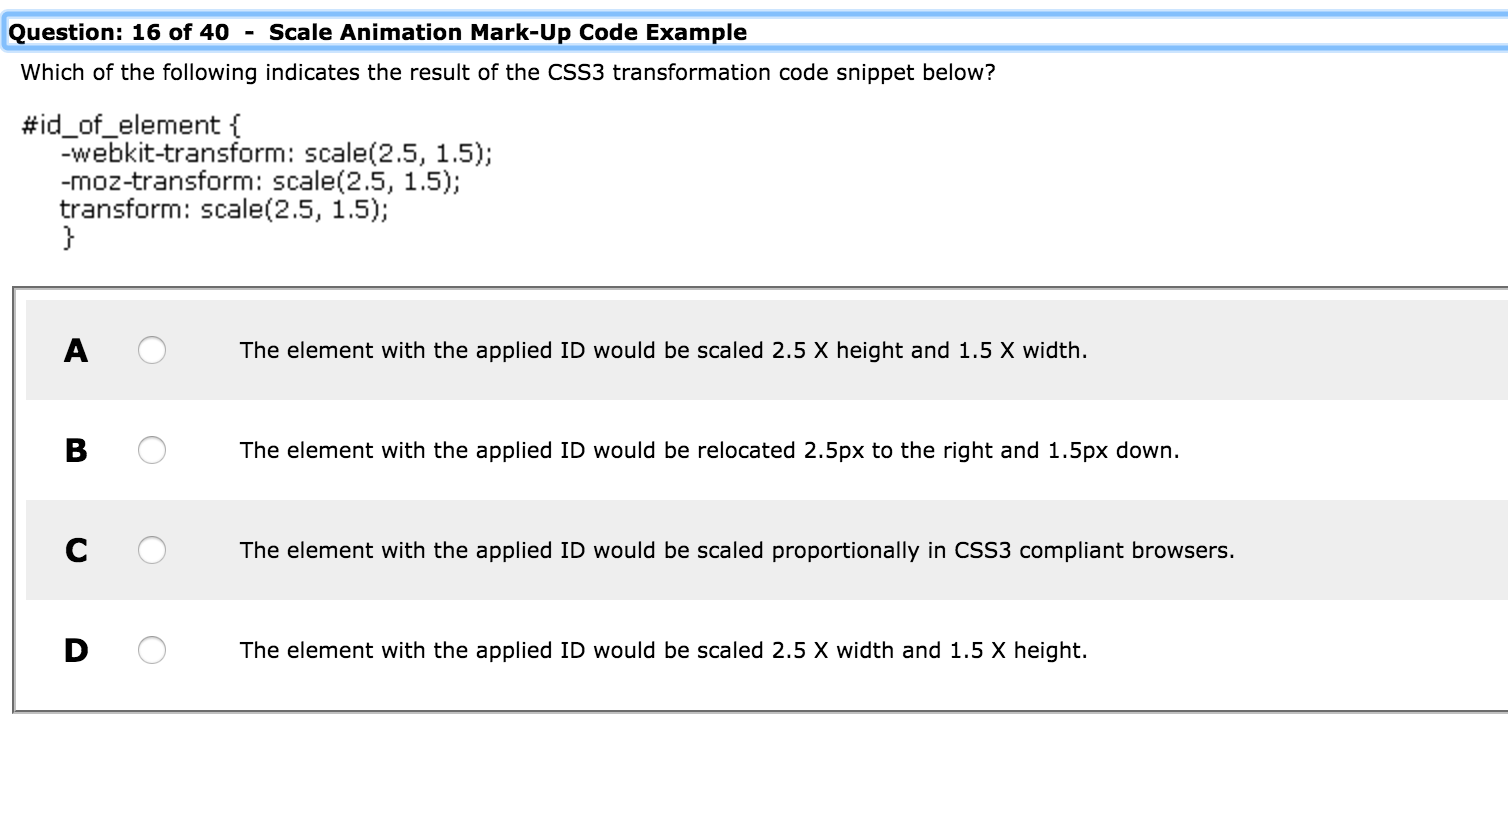 Question: 16 of 40 - Scale Animation Mark-Up Code Example
Which of the following indicates the result of the CSS3 transformation code snippet below?
#id_of_element {
-webkit-transform: scale(2.5, 1.5);
-moz-transform: scale(2.5, 1.5);
transform: scale(2.5, 1.5);
}
A The element with the applied ID would be scaled 2.5 X height and 1.5 X width.
B The element with the applied ID would be relocated 2.5px to the right and 1.5px down.
C The element with the applied ID would be scaled proportionally in CSS3 compliant browsers.
D The element with the applied ID would be scaled 2.5 X width and 1.5 X height.